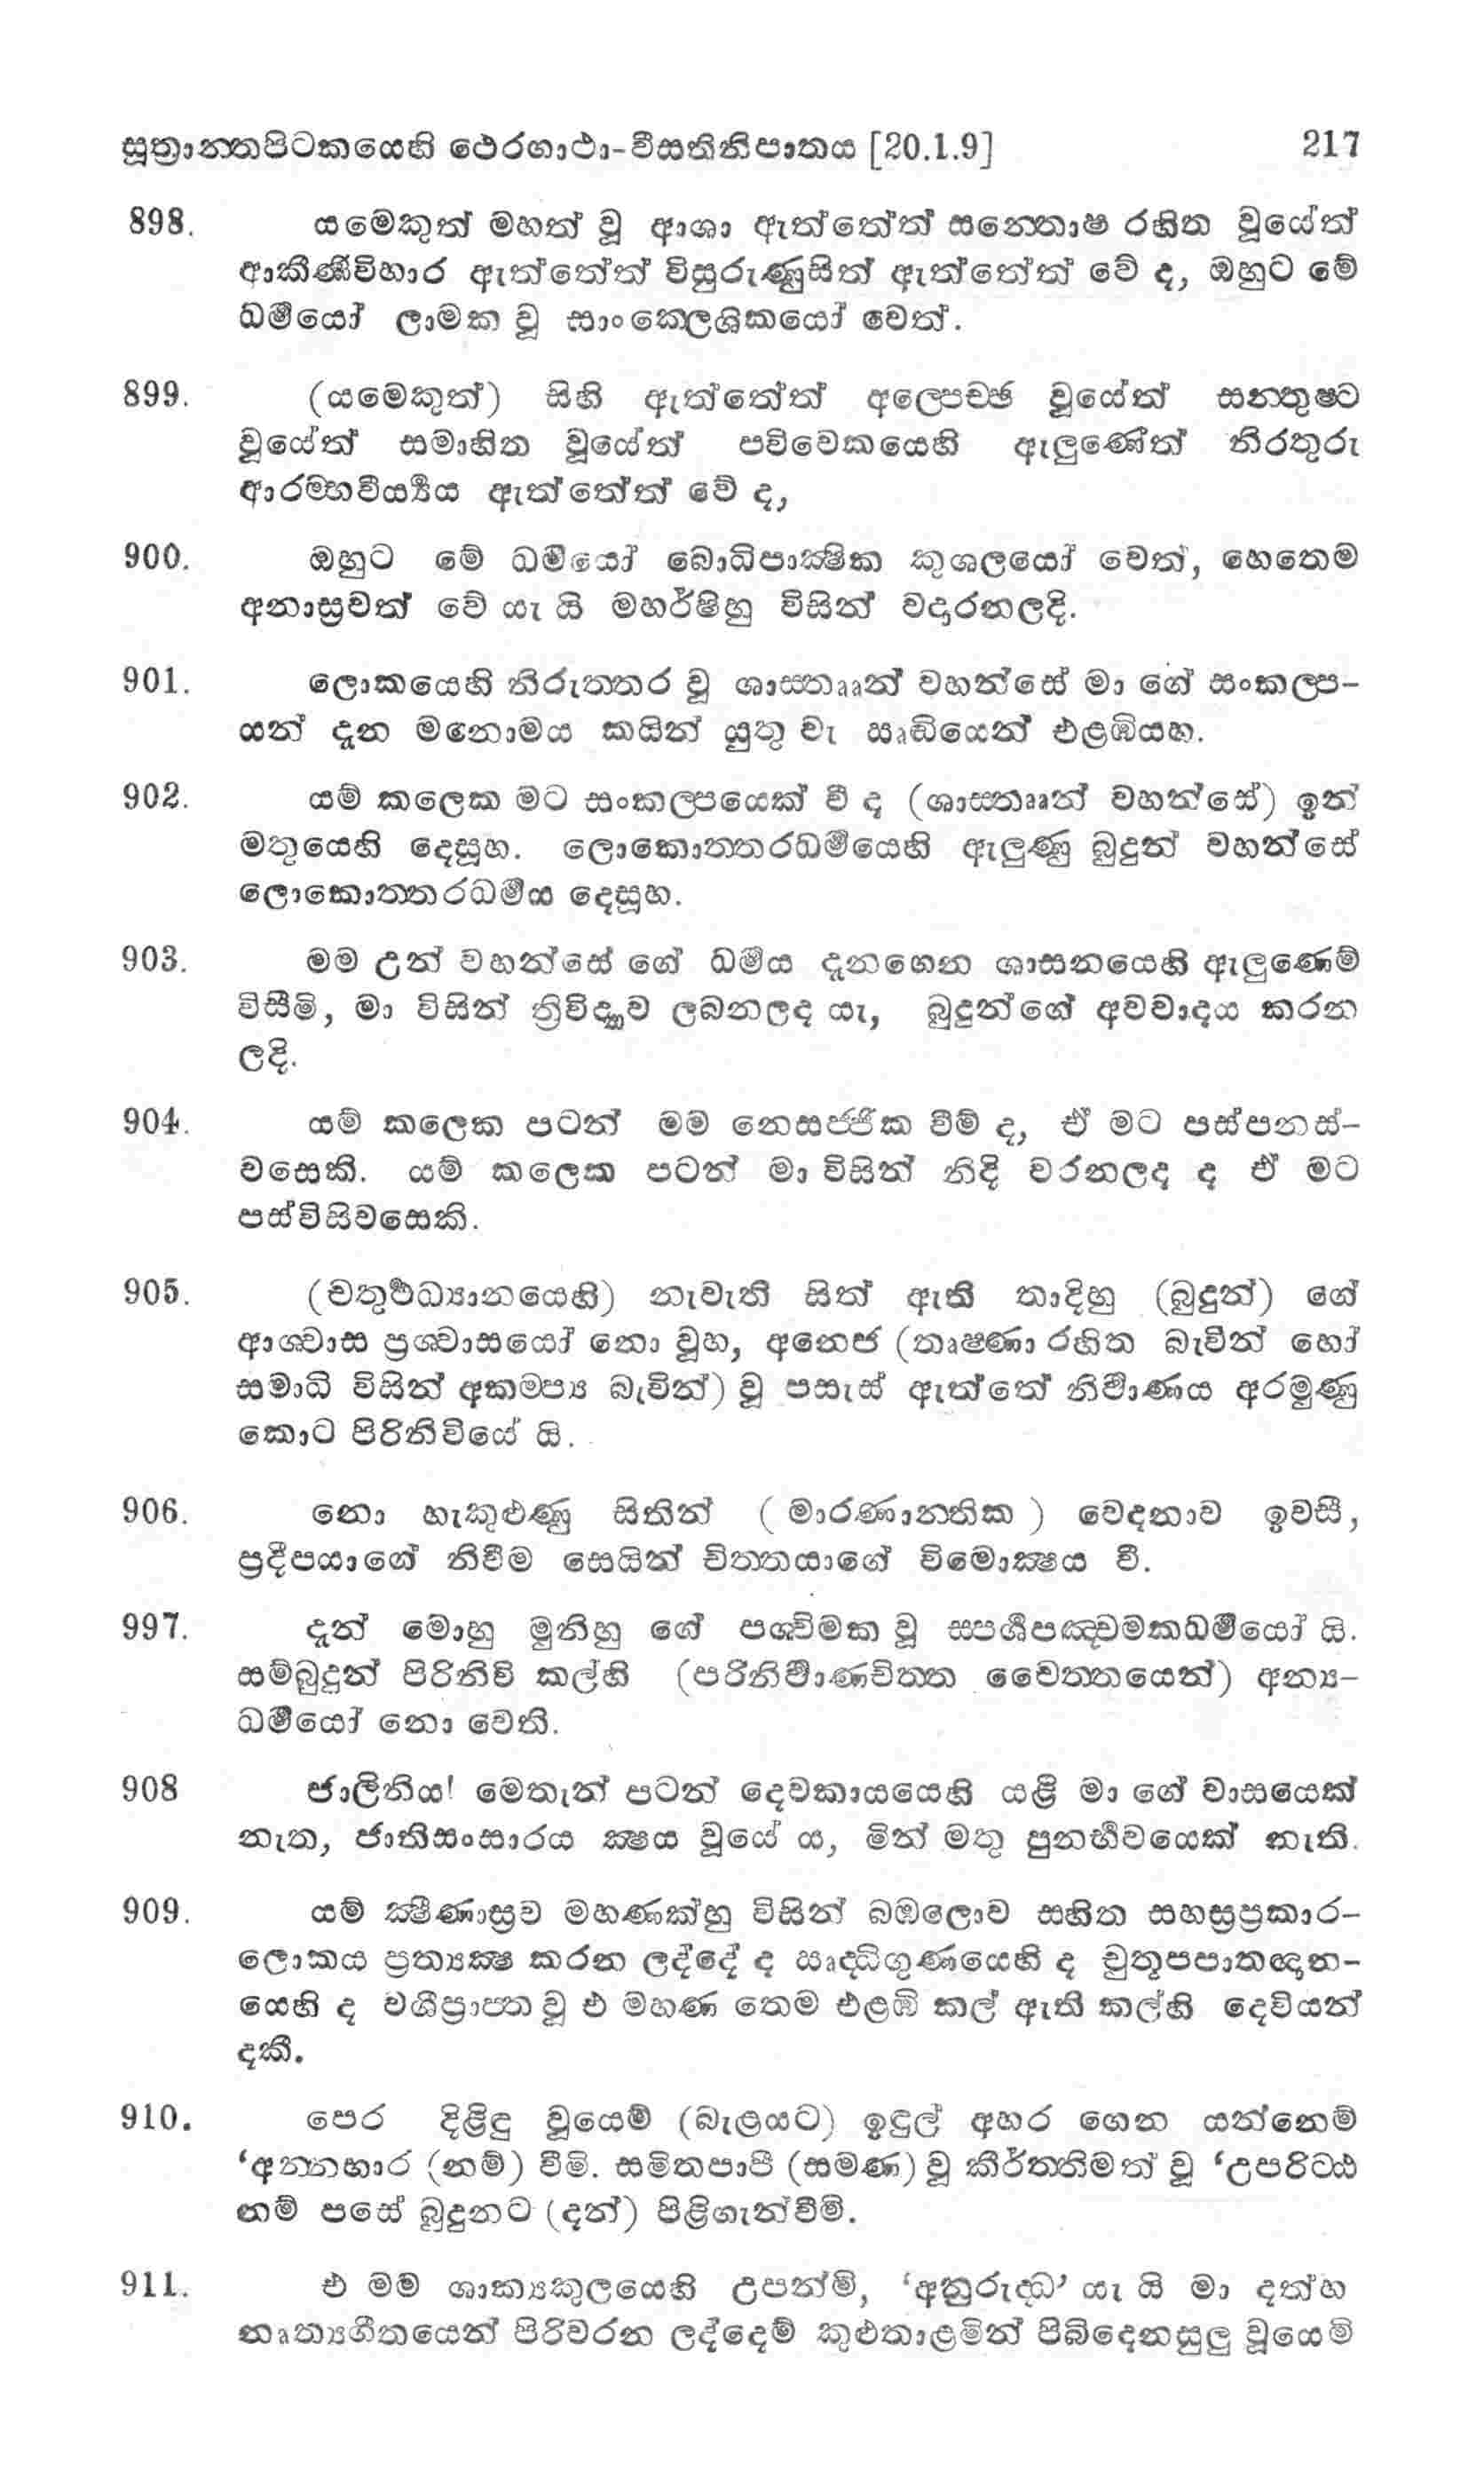 සූත්‍රාන්තපිටකයෙහි ථෙරගාථා-වීසතිනිපාතය [20.1.9] 217
898. යමෙකුත් මහත් වූ ආශා ඇත්තේත් සන්තොෂ රහිත වූයේත්
ආකීර්ණවිහාර ඇත්තේත් විසුරුණුසිත් ඇත්තේත් වේ ද, ඔහුට මේ
ධර්මයෝ ලාමක වූ සාංකෙලශිකයෝ වෙත්.
899. (යමෙකුත්) සිහි ඇත්තේත් අල්පෙච්ඡ වූයේත් සන්තුෂ්ට
වූයේත් සමාහිත වූයේත් පවිවෙකයෙහි ඇලුණේත් නිරතුරු
ආරම්භවීර්‍ය්‍යය ඇත්තේත් වේ ද,
900. ඔහුට මේ ධර්මයෝ බොධිපාක්‍ෂික කුශලයෝ වෙත්, හෙතෙම
අනාස්‍රවත් වේ යැ යි මහර්ෂිහු විසින් වදාරනලදි.
901. ලොකයෙහි නිරුත්තර වූ ශාස්තෲන් වහන්සේ මා ගේ සංකල්ප-
යන් දැන මනොමය කයින් යුතු වැ ඍද්ධියෙන් එළඹියහ.
902. යම් කලෙක මට සංකල්පයෙක් වී ද (ශාස්තෲන් වහන්සේ) ඉන්
මතුයෙහි දෙසූහ. ලොකොත්තරධර්මයෙහි ඇලුණු බුදුන් වහන්සේ
ලොකොත්තරධර්මය දෙසූහ.
903. මම උන් වහන්සේ ගේ ධර්මය දැනගෙන ශාසනයෙහි ඇලුණෙම්
විසීමි, මා විසින් ත්‍රිවිද්‍යාව ලබනලද යැ, බුදුන්ගේ අවවාදය කරන
ලදි.
904. යම් කලෙක පටන් මම නෙසජ්ජික වීම් ද, ඒ මට පස්පනස්-
වසෙකි. යම් කලෙක පටන් මා විසින් නිදි වරනලද ද ඒ මට
පස්විසිවසෙකි.
905. (චතුර්ථධ්‍යානයෙහි) නැවැති සිත් ඇති තාදිහු (බුදුන්) ගේ
ආශ්වාස ප්‍රශ්වාසයෝ නො වූහ, අනෙජ (තෘෂ්ණා රහිත බැවින් හෝ
සමාධි විසින් අකම්ප්‍ය බැවින්) වූ පසැස් ඇත්තේ නිර්වාණය අරමුණු
කොට පිරිනිවියේ යි.
906. නො හැකුළුණු සිතින් (මාරණාන්තික) වෙදනාව ඉවසී,
ප්‍රදීපයාගේ නිවීම සෙයින් චිත්තයාගේ විමොක්‍ෂය වී.
997. දැන් මොහු මුනිහු ගේ පශ්චිමක වූ ස්පර්ශපඤ්චමකධර්මයෝ යි.
සම්බුදුන් පිරිනිවි කල්හි (පරිනිර්වාණචිත්ත චෛත්තයෙන්) අන්‍ය-
ධර්මයෝ නො වෙති.
908 ජාලිනිය! මෙතැන් පටන් දෙවකායයෙහි යළි මා ගේ වාසයෙක්
නැත, ජාතිසංසාරය ක්‍ෂය වූයේ ය, මින් මතු පුනර්භවයෙක් නැති.
909. යම් ක්‍ෂීණාස්‍රව මහණක්හු විසින් බඹලොව සහිත සහස්‍රප්‍රකාර-
ලොකය ප්‍රත්‍යක්‍ෂ කරන ලද්දේ ද ඍද්ධිගුණයෙහි ද චුතූපපාතඥාන-
යෙහි ද වශීප්‍රාප්ත වූ එ මහණ තෙම එළඹි කල් ඇති කල්හි දෙවියන්
දකී.
910. පෙර දිළිඳු වූයෙම් (බැළයට) ඉඳුල් අහර ගෙන යන්නෙම්
‘අන්නභාර (නම්) වීමි. සමිතපාපී (සමණ) වූ කීර්තතිමත් වූ ‘උපරිට්ඨ
නම් පසේ බුදුනට (දන්) පිළිගැන්වීමි.
911. එ මම ශාක්‍යකුලයෙහි උපන්මි, ‘අනුරුද්ධ’ යැ යි මා දන්හ
නෘත්‍යගීතයෙන් පිරිවරන ලද්දෙම් කුළුතාළමින් පිබිදෙනසුලු වූයෙමි